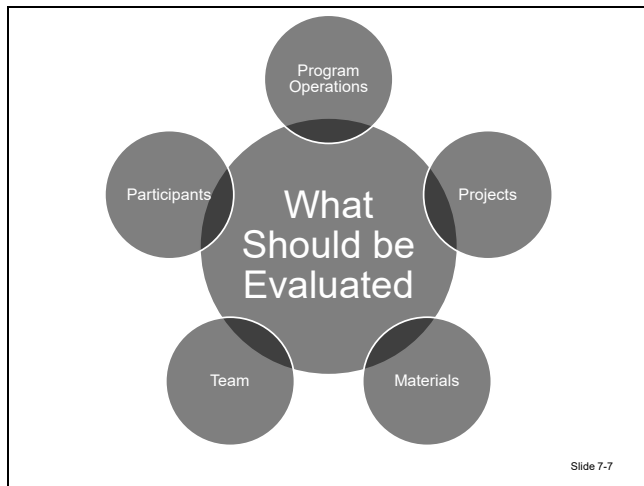 Program
Operations
Participants
Projects
What
Should be
Evaluated
Team
Materials
Slide 7-7